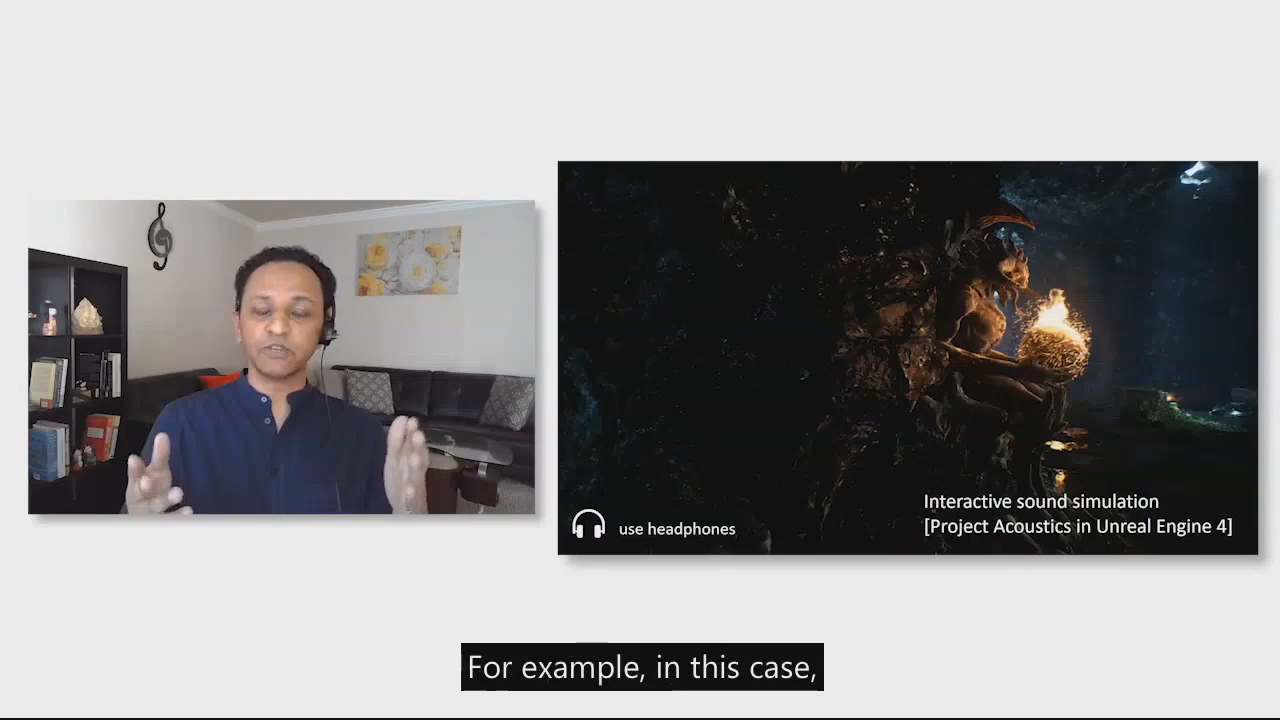 use headphones
Interactive sound simulation
[Project Acoustics in Unreal Engine 4]
For example, in this case,